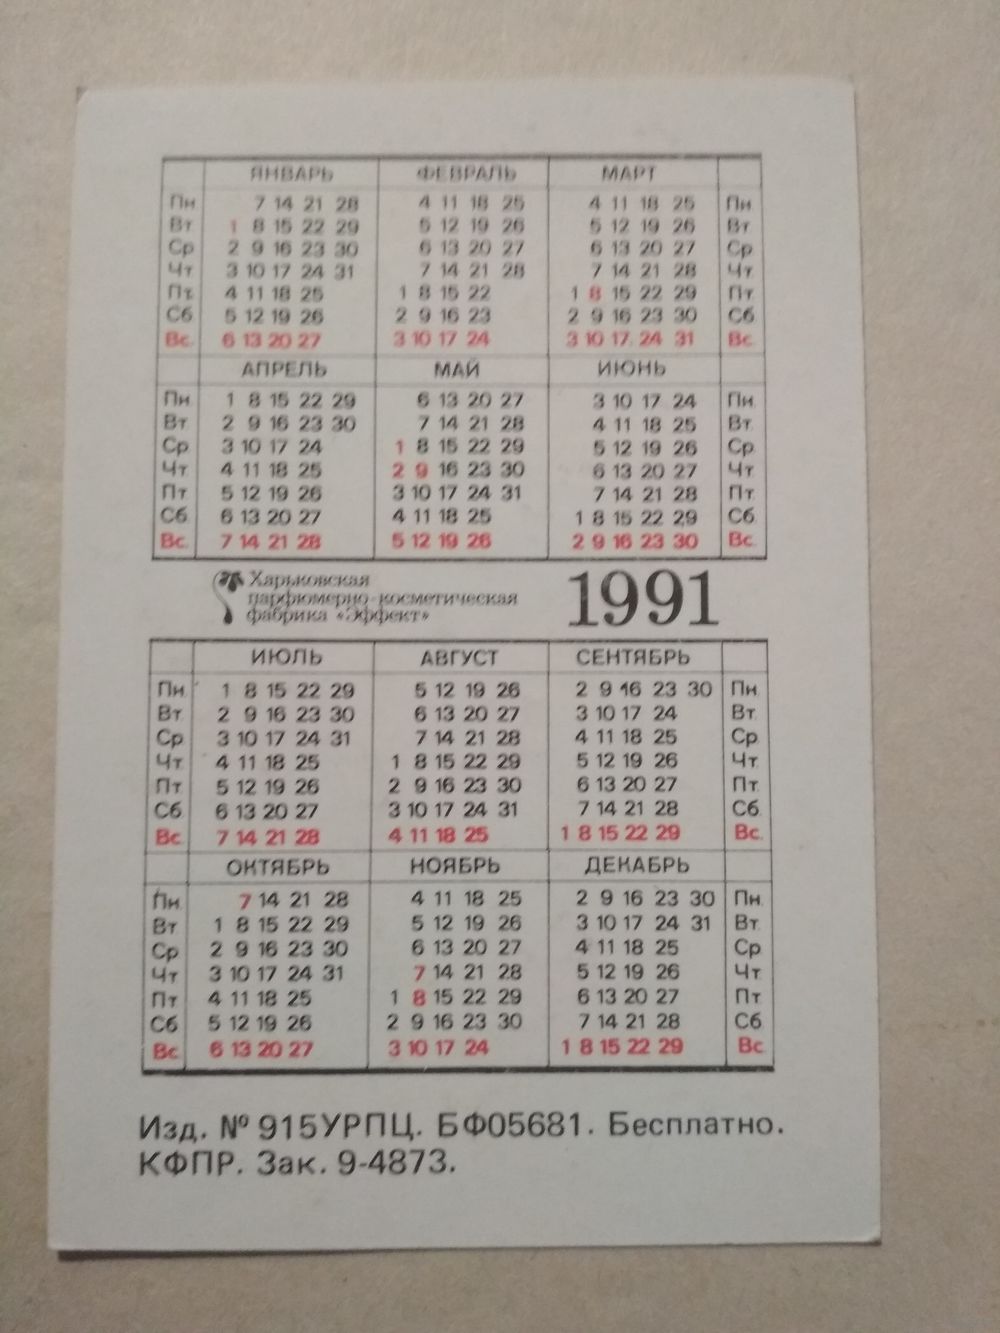 ЯНВАРЬ ФЕВРАЛЬ МАРТ
Пн 7 14 21 28 4 11 18 25 4 11 18 25 Пн
Вт 1 8 15 22 29 5 12 19 26 5 12 19 26 Вт
Ср 2 9 16 23 30 6 13 20 27 6 13 20 27 Ср
Чт 3 10 17 24 31 7 14 21 28 7 14 21 28 Чт
Пт 4 11 18 25 1 8 15 22 1 8 15 22 29 Пт
Сб 5 12 19 26 2 9 16 23 2 9 16 23 30 Сб
Вс. 6 13 20 27 3 10 17 24 3 10 17 24 31 Вс.
АПРЕЛЬ МАЙ ИЮНЬ
Пн 1 8 15 22 29 6 13 20 27 3 10 17 24 Пн
Вт 2 9 16 23 30 7 14 21 28 4 11 18 25 Вт
Ср 3 10 17 24 1 8 15 22 29 5 12 19 26 Ср
Чт 4 11 18 25 2 9 16 23 30 6 13 20 27 Чт
Пт 5 12 19 26 3 10 17 24 31 7 14 21 28 Пт
Сб 6 13 20 27 4 11 18 25 1 8 15 22 29 Сб
Вс. 7 14 21 28 5 12 19 26 2 9 16 23 30 Вс.
Харьковская
парфюмерно-косметическая
фабрика «Эффект»
1991
ИЮЛЬ АВГУСТ СЕНТЯБРЬ
Пн 1 8 15 22 29 5 12 19 26 2 9 16 23 30 Пн
Вт 2 9 16 23 30 6 13 20 27 3 10 17 24 Вт
Ср 3 10 17 24 31 7 14 21 28 4 11 18 25 Ср
Чт 4 11 18 25 1 8 15 22 29 5 12 19 26 Чт
Пт 5 12 19 26 2 9 16 23 30 6 13 20 27 Пт
Сб 6 13 20 27 3 10 17 24 31 7 14 21 28 Сб
Вс 7 14 21 28 4 11 18 25 1 8 15 22 29 Вс.
ОКТЯБРЬ НОЯБРЬ ДЕКАБРЬ
Пн 7 14 21 28 4 11 18 25 2 9 16 23 30 Пн
Вт 1 8 15 22 29 5 12 19 26 3 10 17 24 31 Вт
Ср 2 9 16 23 30 6 13 20 27 4 11 18 25 Ср
Чт 3 10 17 24 31 7 14 21 28 5 12 19 26 Чт
Пт 4 11 18 25 1 8 15 22 29 6 13 20 27 Пт
Сб 5 12 19 26 2 9 16 23 30 7 14 21 28 Сб
Вс 6 13 20 27 3 10 17 24 1 8 15 22 29 Вс
Изд. № 915УРПЦ. БФ05681. Бесплатно.
КФПР. Зак. 9-4873.